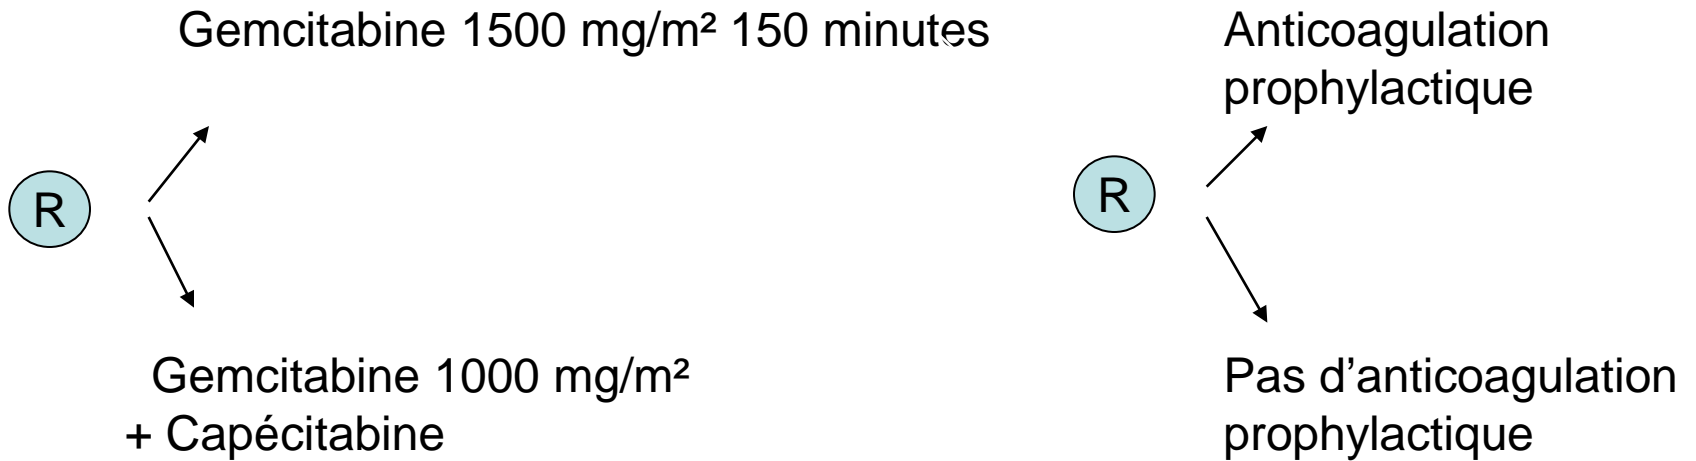 Gemcitabine 1500 mg/m² 150 minutes
R
Gemcitabine 1000 mg/m²
+ Capécitabine
Anticoagulation
prophylactique
R
Pas d’anticoagulation
prophylactique